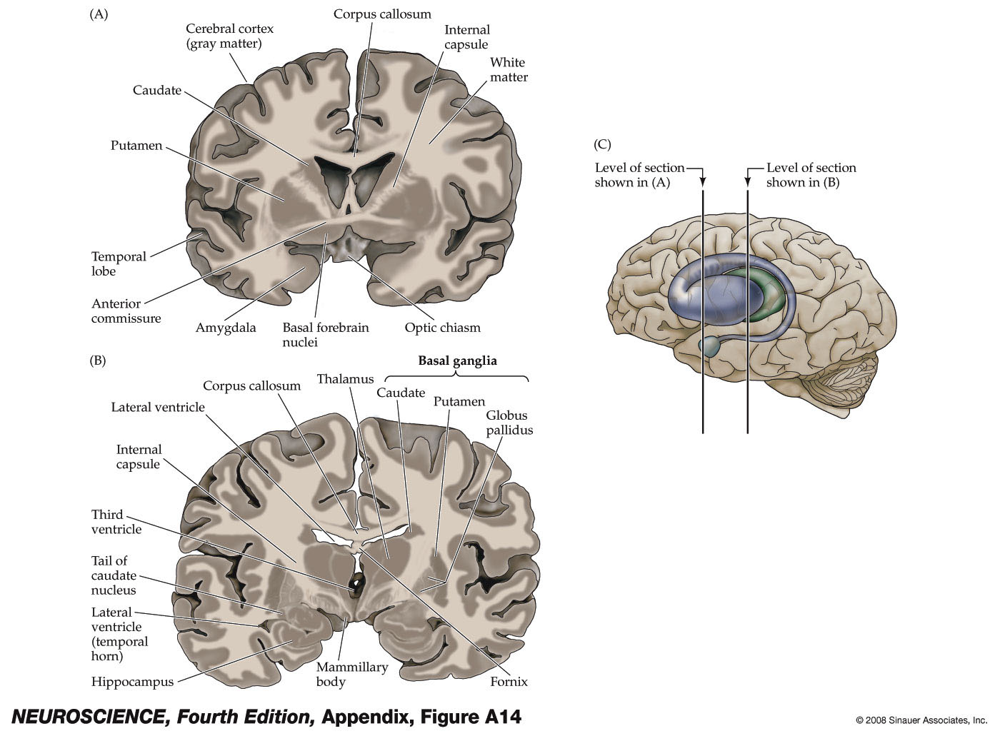 (A)
Corpus callosum
Cerebral cortex
(gray matter)
Internal
capsule
White
matter
Caudate
Putamen
Temporal
lobe
Anterior
commissure
Amygdala
Basal forebrain
nuclei
Optic chiasm
(B)
Basal ganglia
Corpus callosum
Thalamus
Caudate
Putamen
Globus
pallidus
Lateral ventricle
Internal
capsule
Third
ventricle
Tail of
caudate
nucleus
Lateral
ventricle
(temporal
horn)
Hippocampus
Mammillary
body
Fornix
(C)
Level of section
shown in (A)
Level of section
shown in (B)
NEUROSCIENCE, Fourth Edition, Appendix, Figure A14
© 2008 Sinauer Associates, Inc.